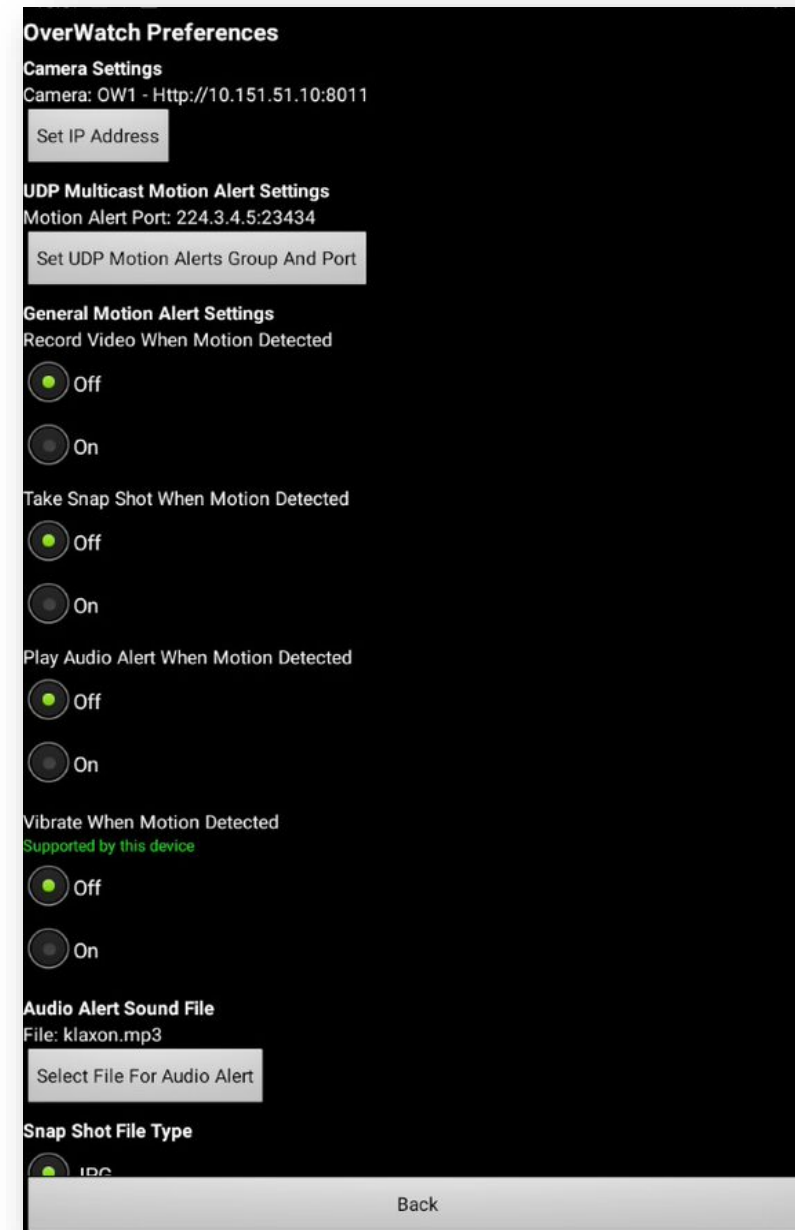 OverWatch Preferences
Camera Settings
Camera: OW1 - Http://10.151.51.10:8011
Set IP Address
UDP Multicast Motion Alert Settings
Motion Alert Port: 224.3.4.5:23434
Set UDP Motion Alerts Group And Port
General Motion Alert Settings
Record Video When Motion Detected
Off
On
Take Snap Shot When Motion Detected
Off
On
Play Audio Alert When Motion Detected
Off
On
Vibrate When Motion Detected
Supported by this device
Off
On
Audio Alert Sound File
File: klaxon.mp3
Select File For Audio Alert
Snap Shot File Type
JPG
Back